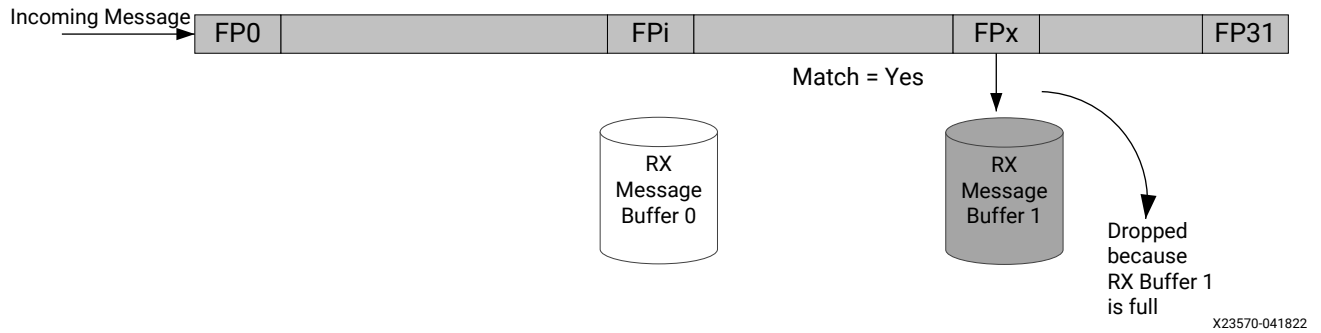 Incoming Message
FP0
FPi
FPx
FP31
Match = Yes
RX
Message
Buffer 0
RX
Message
Buffer 1
Dropped
because
RX Buffer 1
is full
X23570-041822